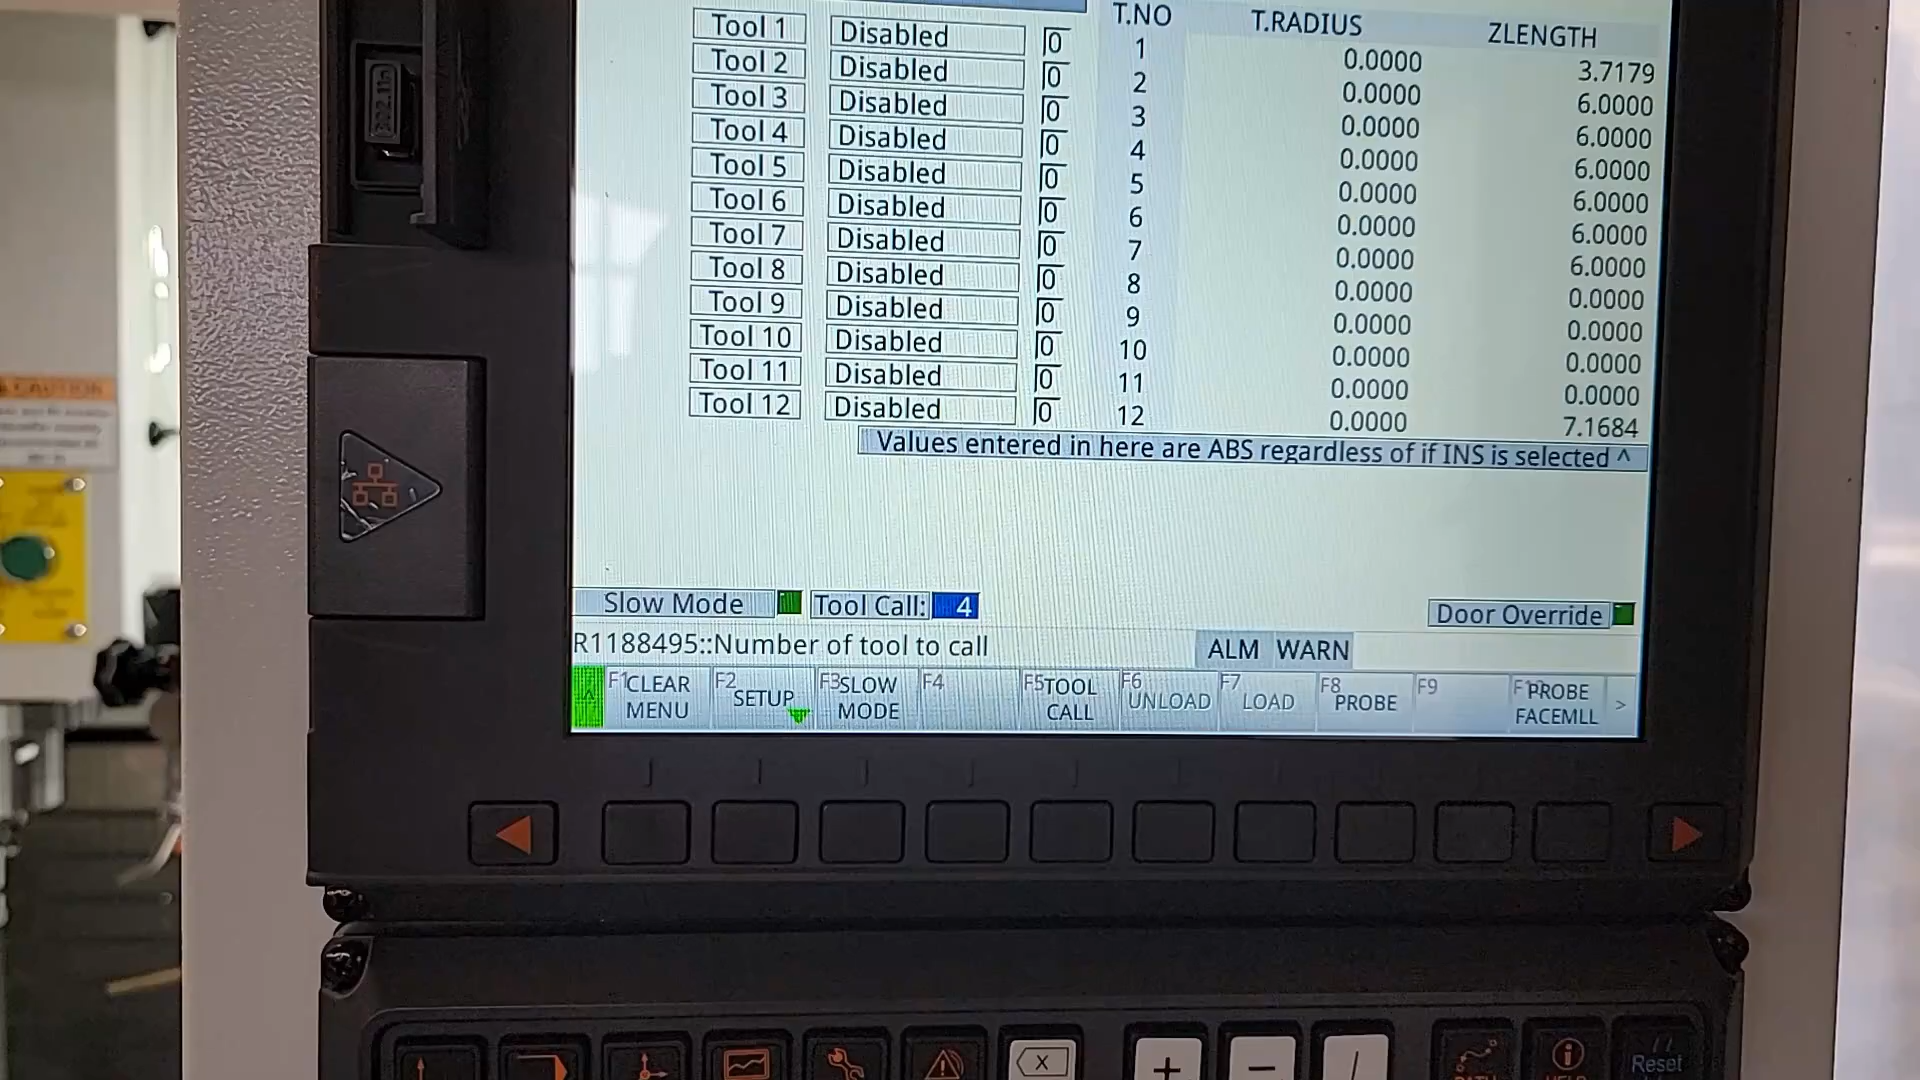 T.NO T.RADIUS ZLENGTH
Tool 1 Disabled 0 1 0.0000 3.7179
Tool 2 Disabled 0 2 0.0000 6.0000
Tool 3 Disabled 0 3 0.0000 6.0000
Tool 4 Disabled 0 4 0.0000 6.0000
Tool 5 Disabled 0 5 0.0000 6.0000
Tool 6 Disabled 0 6 0.0000 6.0000
Tool 7 Disabled 0 7 0.0000 6.0000
Tool 8 Disabled 0 8 0.0000 0.0000
Tool 9 Disabled 0 9 0.0000 0.0000
Tool 10 Disabled 0 10 0.0000 0.0000
Tool 11 Disabled 0 11 0.0000 0.0000
Tool 12 Disabled 0 12 0.0000 7.1684
Values entered in here are ABS regardless of if INS is selected ^
Slow Mode Tool Call: 4 Door Override
R1188495::Number of tool to call ALM WARN
F1 CLEAR MENU
F2 SETUP
F3 SLOW MODE
F4
F5 TOOL CALL
F6 UNLOAD
F7 LOAD
F8 PROBE
F9
PROBE FACEMLL
>
X
+ − /
Reset
CAUTION